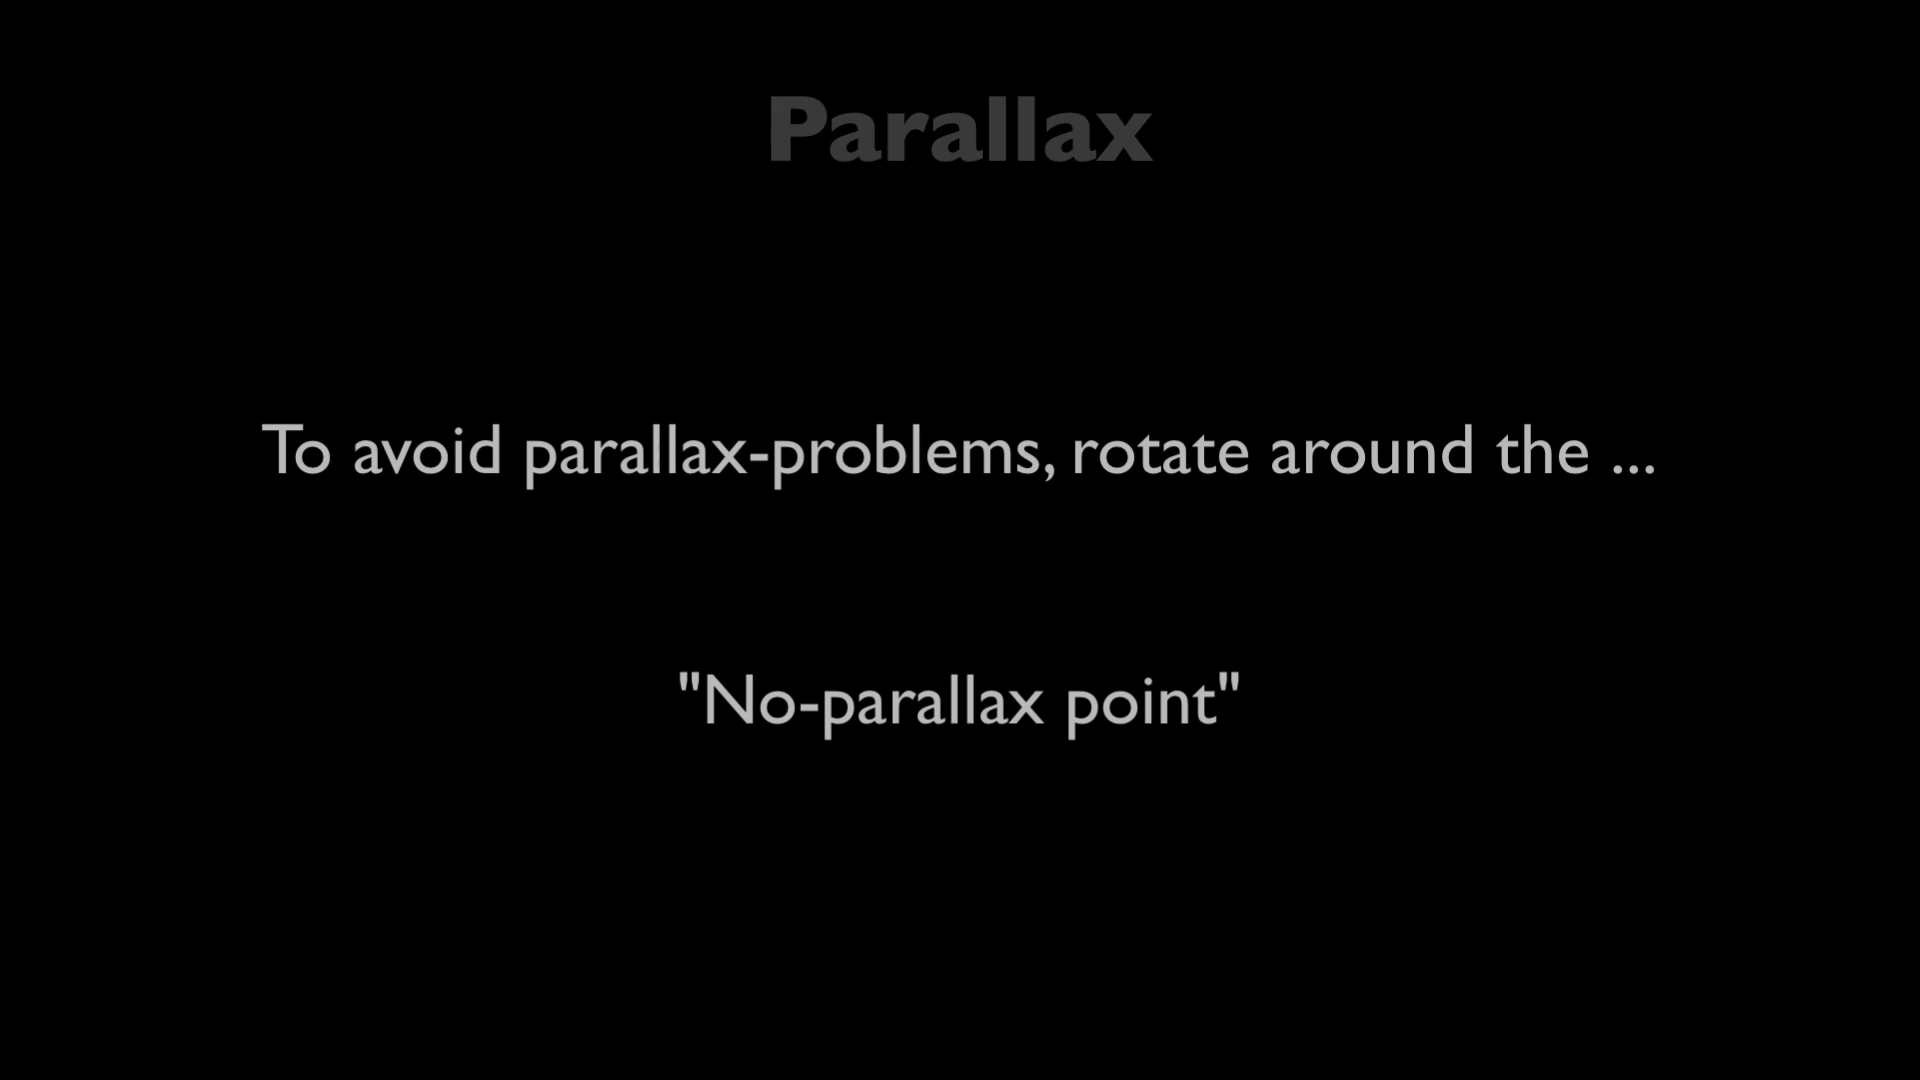 Parallax
To avoid parallax-problems, rotate around the ...
"No-parallax point"